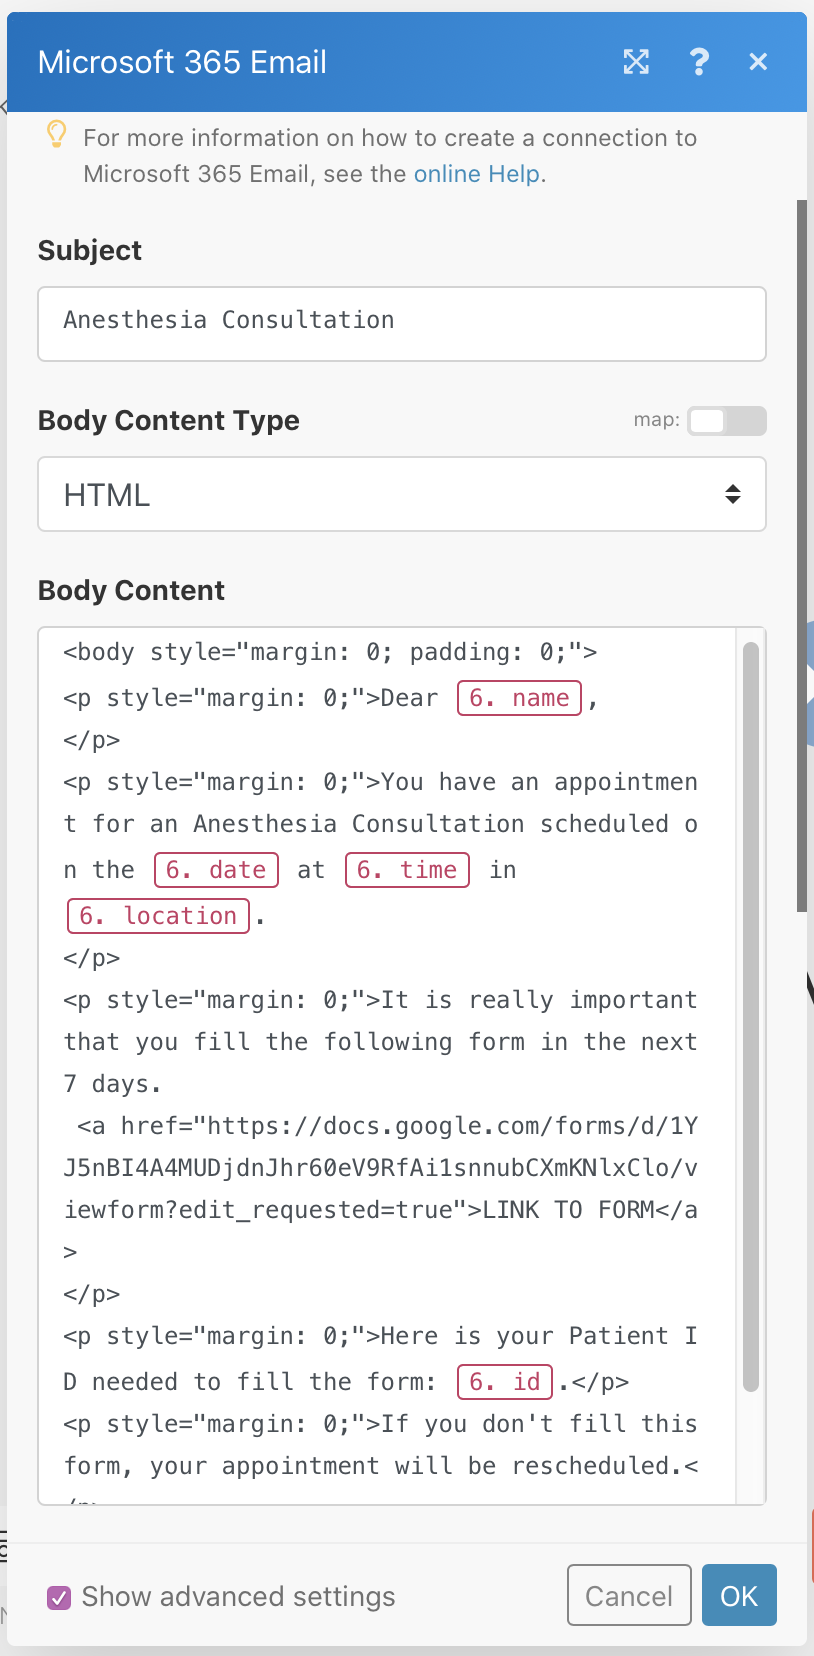 Microsoft 365 Email
For more information on how to create a connection to
Microsoft 365 Email, see the online Help.
Subject
Anesthesia Consultation
Body Content Type
map:
HTML
Body Content
<body style="margin: 0; padding: 0;">
<p style="margin: 0;">Dear 6. name,
</p>
<p style="margin: 0;">You have an appointmen
t for an Anesthesia Consultation scheduled o
n the 6. date at 6. time in
6. location.
</p>
<p style="margin: 0;">It is really important
that you fill the following form in the next
7 days.
<a href="https://docs.google.com/forms/d/1Y
J5nBI4A4MUDjdnJhr60eV9RfAi1snnubCXmKNlxClo/v
iewform?edit_requested=true">LINK TO FORM</a
>
</p>
<p style="margin: 0;">Here is your Patient I
D needed to fill the form: 6. id.</p>
<p style="margin: 0;">If you don't fill this
form, your appointment will be rescheduled.<
Show advanced settings
Cancel
OK